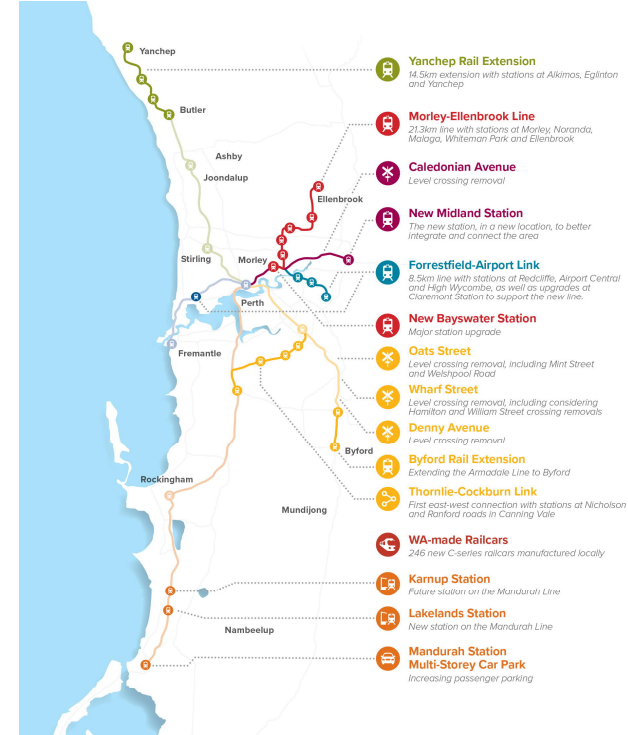 Yanchep
Butler
Ashby
Joondalup
Ellenbrook
Stirling
Morley
Perth
Fremantle
Byford
Rockingham
Mundijong
Nambeelup
Yanchep Rail Extension
14.5km extension with stations at Alkimos, Eglinton
and Yanchep
Morley-Ellenbrook Line
21.3km line with stations at Morley, Noranda,
Malaga, Whiteman Park and Ellenbrook
Caledonian Avenue
Level crossing removal
New Midland Station
The new station, in a new location, to better
integrate and connect the area
Forrestfield-Airport Link
8.5km line with stations at Redcliffe, Airport Central
and High Wycombe, as well as upgrades at
Claremont Station to support the new line.
New Bayswater Station
Major station upgrade
Oats Street
Level crossing removal, including Mint Street
and Welshpool Road
Wharf Street
Level crossing removal, including considering
Hamilton and William Street crossing removals
Denny Avenue
Level crossing removal
Byford Rail Extension
Extending the Armadale Line to Byford
Thornlie-Cockburn Link
First east-west connection with stations at Nicholson
and Ranford roads in Canning Vale
WA-made Railcars
246 new C-series railcars manufactured locally
Karnup Station
Future station on the Mandurah Line
Lakelands Station
New station on the Mandurah Line
Mandurah Station
Multi-Storey Car Park
Increasing passenger parking